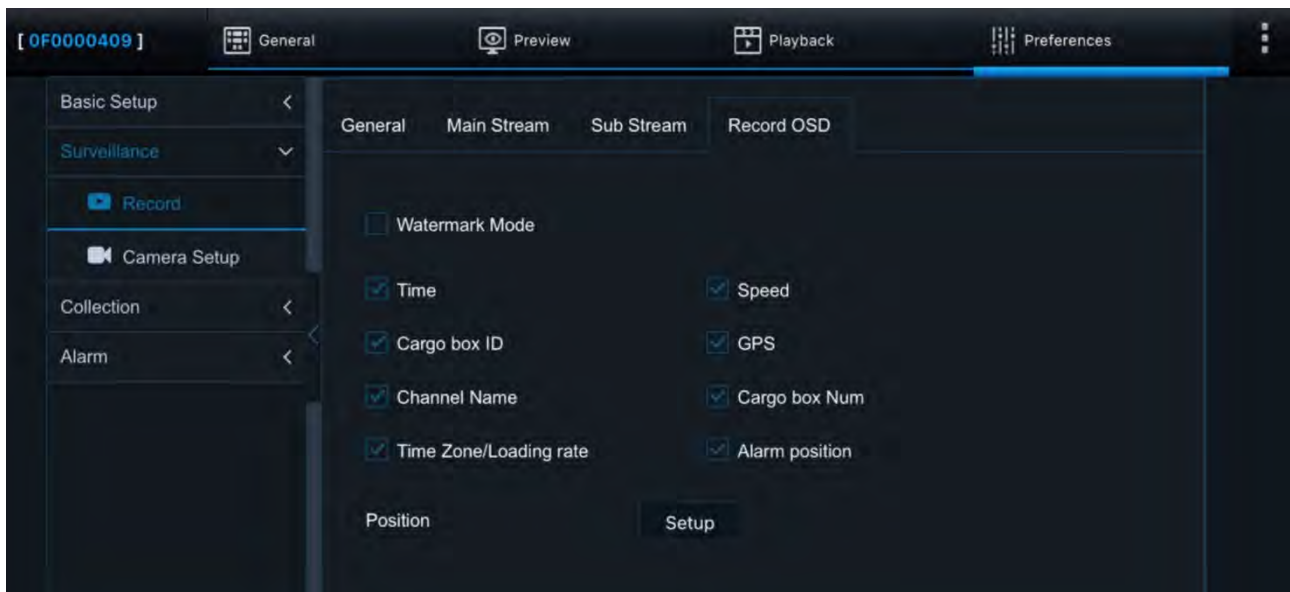 [ 0F0000409 ] General Preview Playback Preferences
Basic Setup
Surveillance
Record
Camera Setup
Collection
Alarm
General Main Stream Sub Stream Record OSD
Watermark Mode
Time Speed
Cargo box ID GPS
Channel Name Cargo box Num
Time Zone/Loading rate Alarm position
Position Setup